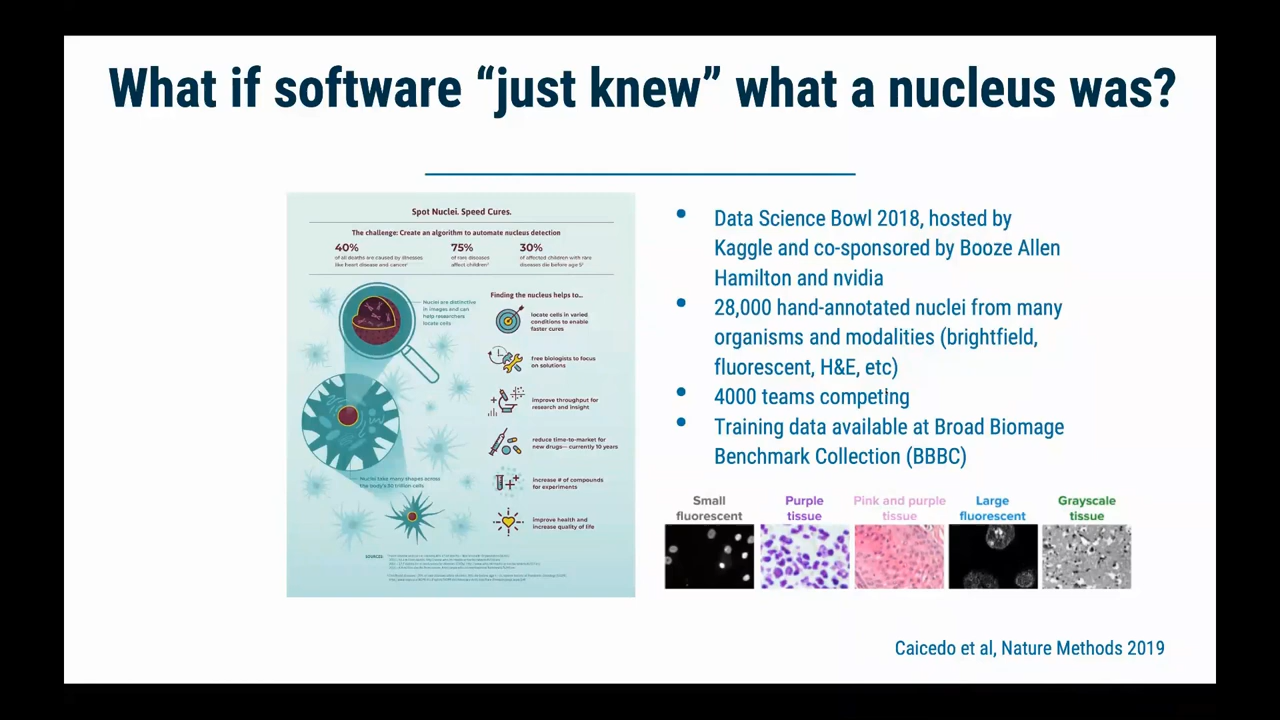 What if software “just knew” what a nucleus was?
Spot Nuclei. Speed Cures.
The challenge: Create an algorithm to automate nucleus detection
40%
of all deaths are caused by illnesses
like heart disease and cancer
75%
of rare diseases
affect children
30%
of affected children with rare
diseases die before age 5
Nuclei are distinctive
in images and can
help researchers
locate cells
Finding the nucleus helps to...
locate cells in varied
conditions to enable
faster cures
free biologists to focus
on solutions
improve throughput for
research and insight
reduce time-to-market for
new drugs— currently 10 years
increase # of compounds
for experiments
improve health and
increase quality of life
Nuclei take many shapes across
the body's 30 trillion cells
SOURCES:
• Data Science Bowl 2018, hosted by
Kaggle and co-sponsored by Booze Allen
Hamilton and nvidia
• 28,000 hand-annotated nuclei from many
organisms and modalities (brightfield,
fluorescent, H&E, etc)
• 4000 teams competing
• Training data available at Broad Biomage
Benchmark Collection (BBBC)
Small
fluorescent
Purple
tissue
Pink and purple
tissue
Large
fluorescent
Grayscale
tissue
Caicedo et al, Nature Methods 2019